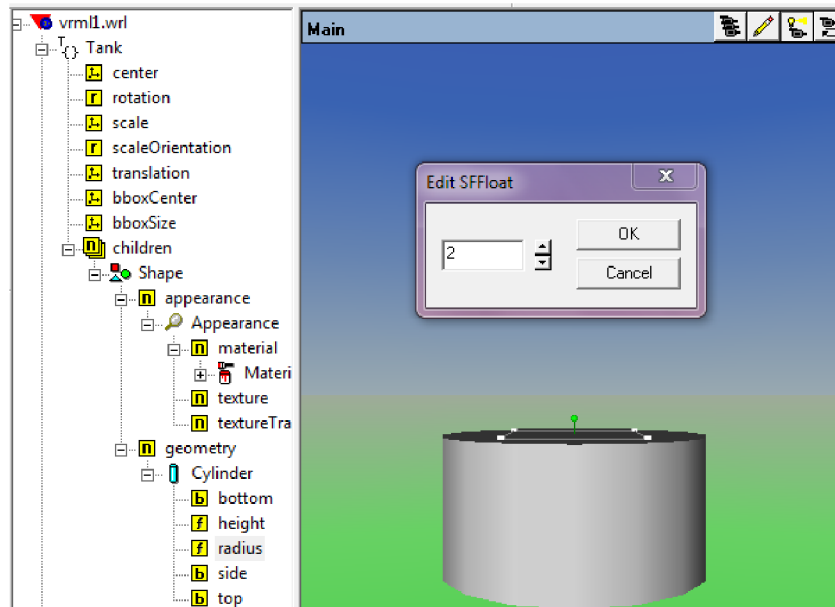 vrml1.wrl
Tank
center
rotation
scale
scaleOrientation
translation
bboxCenter
bboxSize
children
Shape
appearance
Appearance
material
Materi
texture
textureTra
geometry
Cylinder
bottom
height
radius
side
top
Main
Edit SFFloat
2
OK
Cancel